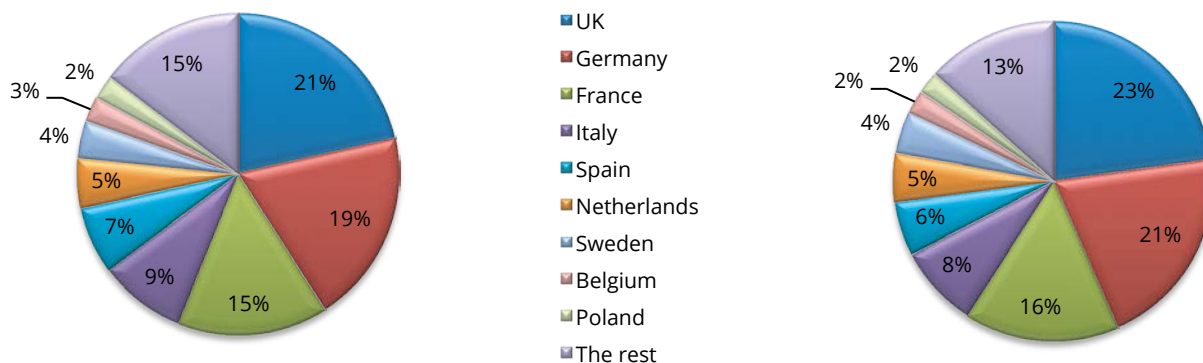 21%
19%
15%
9%
7%
5%
4%
3%
2%
15%
UK
Germany
France
Italy
Spain
Netherlands
Sweden
Belgium
Poland
The rest
23%
21%
16%
8%
6%
5%
4%
2%
2%
13%